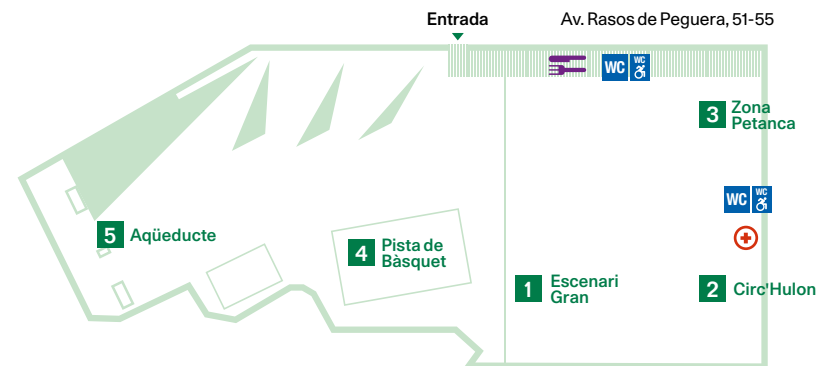 Entrada
Av. Rasos de Peguera, 51-55
WC
WC
3
Zona
Petanca
WC
WC
5
Aqüeducte
4
Pista de
Bàsquet
1
Escenari
Gran
2
Circ'Hulon